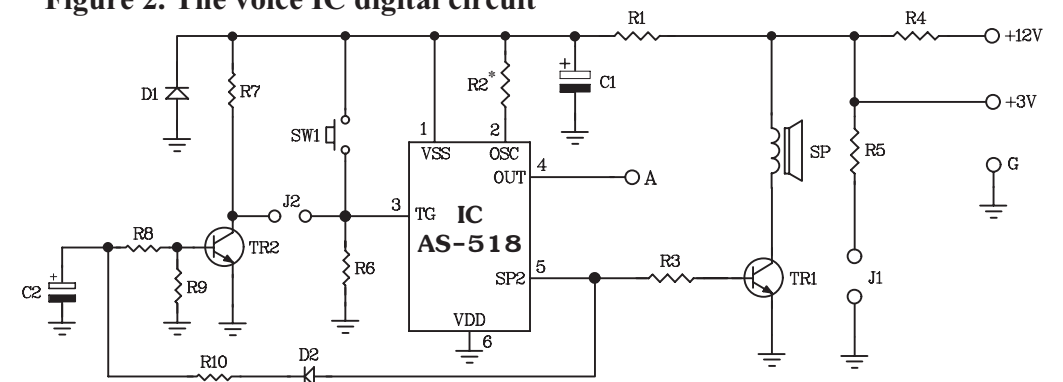 Figure 2. The voice IC digital circuit
R1
R4
+12V
D1
R7
R2*
+
C1
+3V
SW1
1
2
VSS
OSC
SP
R5
G
OUT
4
A
J2
3
TG
IC
AS-518
R8
TR2
R3
+
C2
R9
R6
SP2
5
TR1
J1
VDD
6
R10
D2